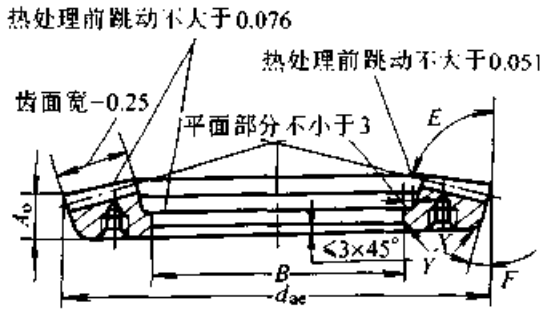 热处理前跳动不大于0.076
热处理前跳动不大于0.051
齿面宽-0.25
平面部分不小于3
E
A₀
≤3×45°
X
Y
B
F
dae